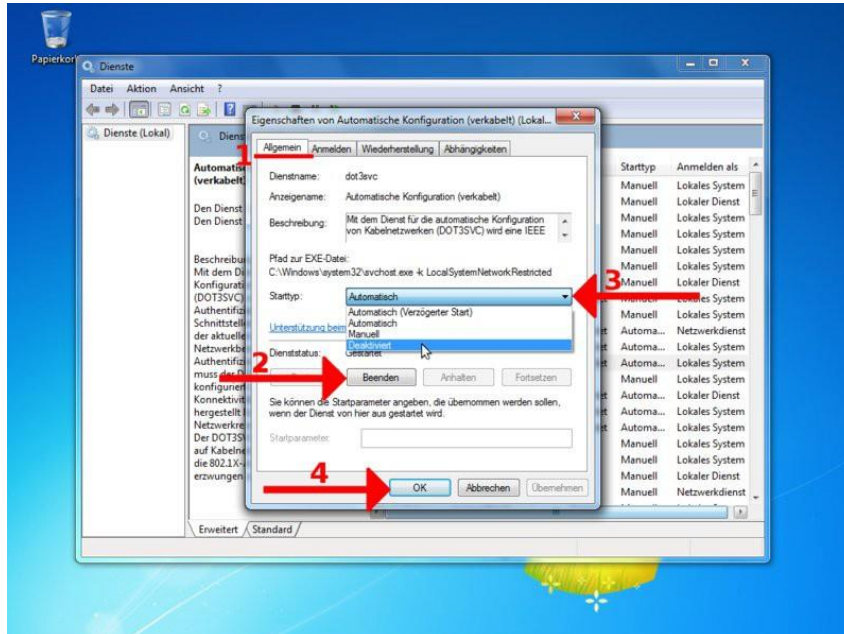 Papierkor
Dienste
Datei Aktion Ansicht ?
Dienste (Lokal)
Eigenschaften von Automatische Konfiguration (verkabelt) (Lokal...
1
Allgemein Anmelden Wiederherstellung Abhängigkeiten
Dienstname: dot3svc
Anzeigename: Automatische Konfiguration (verkabelt)
Beschreibung: Mit dem Dienst für die automatische Konfiguration
von Kabelnetzwerken (DOT3SVC) wird eine IEEE
Pfad zur EXE-Datei:
C:\Windows\system32\svchost.exe -k LocalSystemNetworkRestricted
3
Starttyp: Automatisch
Automatisch (Verzögerter Start)
Automatisch
Manuell
Deaktiviert
Unterstützung beim
Dienststatus: Gestartet
2
Beenden Anhalten Fortsetzen
Sie können die Startparameter angeben, die übernommen werden sollen,
wenn der Dienst von hier aus gestartet wird.
Startparameter:
4
OK Abbrechen Übernehmen
(verkabelt)
Den Dienst
Den Dienst
Mit dem Di
Konfigurati
(DOT3SVC)
Authentifizi
Schnittstell
der aktuelle
Netzwerkbe
Authentifizi
muss der D
konfiguriert
Konnektivit
hergestellt
Netzwerkre
Der DOT3S
auf Kabelne
die 802.1X-
erzwungen
Starttyp Anmelden als
Manuell Lokales System
Manuell Lokaler Dienst
Manuell Lokales System
Manuell Lokales System
Manuell Lokales System
Manuell Lokales System
Manuell Lokaler Dienst
Manuell Lokales System
Manuell Lokales System
Automa... Netzwerkdienst
Automa... Lokales System
Automa... Lokales System
Manuell Lokales System
Automa... Lokaler Dienst
Automa... Lokales System
Automa... Lokales System
Manuell Lokales System
Manuell Lokales System
Manuell Lokaler Dienst
Manuell Netzwerkdienst
Erweitert Standard